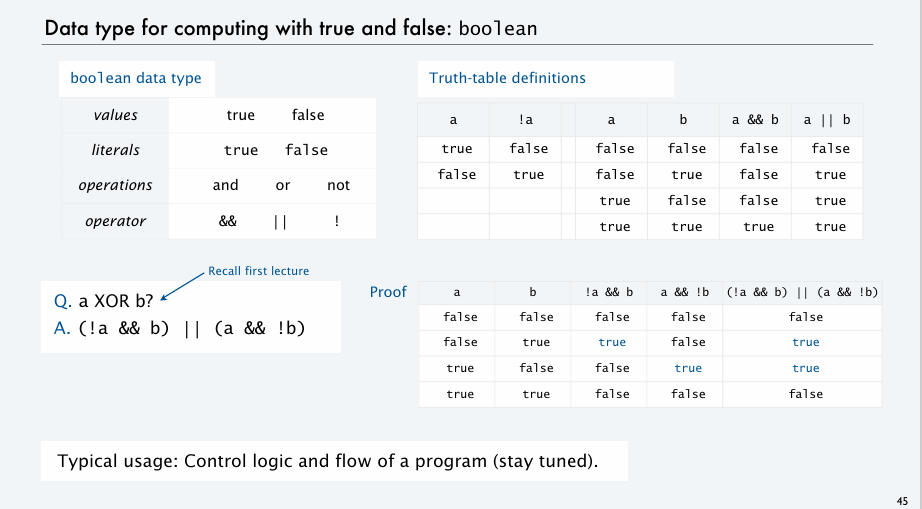 Data type for computing with true and false: boolean
boolean data type
values true false
literals true false
operations and or not
operator && || !
Truth-table definitions
a !a a b a && b a || b
true false false false false false
false true false true false true
true false false true
true true true true
Recall first lecture
Q. a XOR b?
A. (!a && b) || (a && !b)
Proof
a b !a && b a && !b (!a && b) || (a && !b)
false false false false false
false true true false true
true false false true true
true true false false false
Typical usage: Control logic and flow of a program (stay tuned).
45